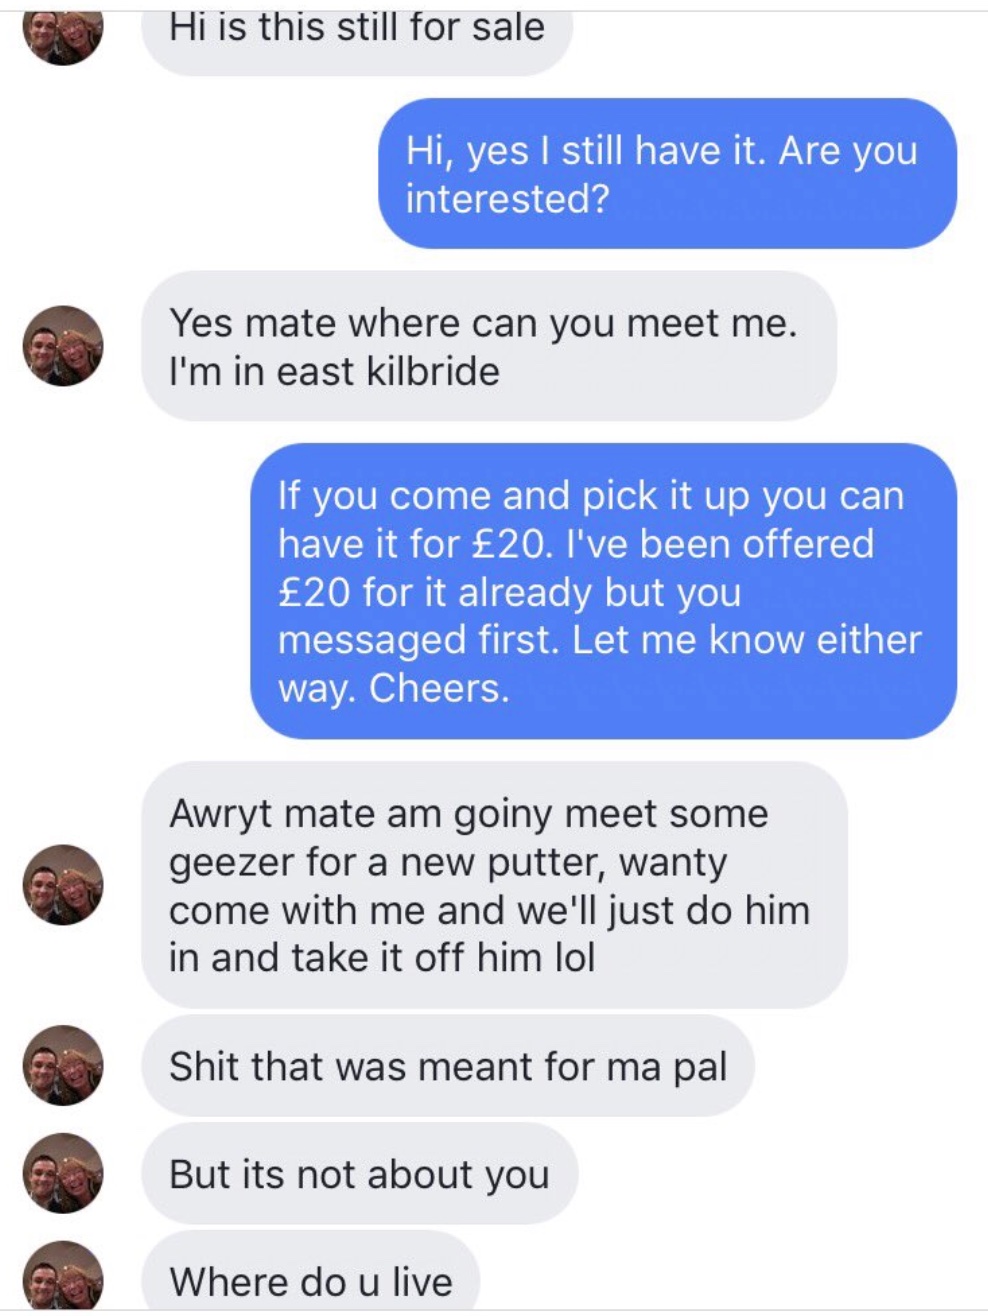 Hi is this still for sale
Hi, yes I still have it. Are you
interested?
Yes mate where can you meet me.
I'm in east kilbride
If you come and pick it up you can
have it for £20. I've been offered
£20 for it already but you
messaged first. Let me know either
way. Cheers.
Awryt mate am goiny meet some
geezer for a new putter, wanty
come with me and we'll just do him
in and take it off him lol
Shit that was meant for ma pal
But its not about you
Where do u live